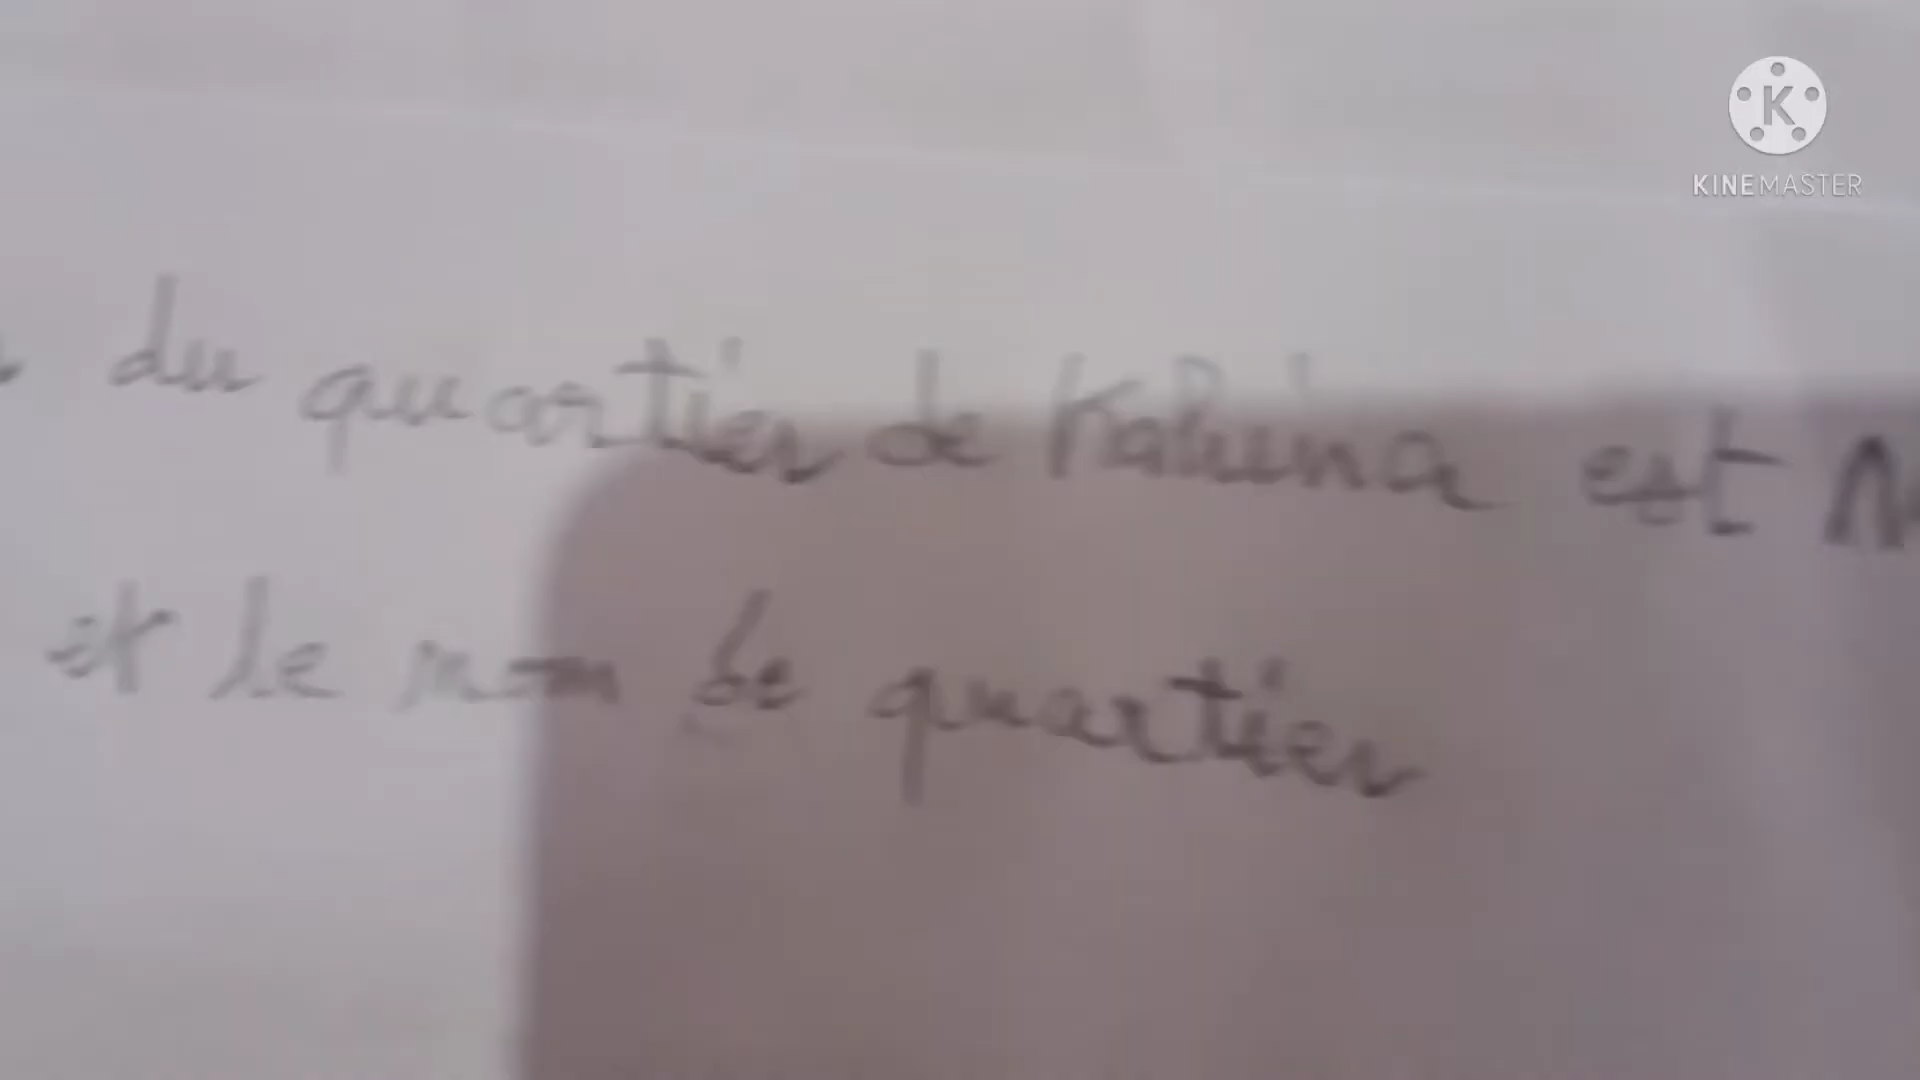 KINEMASTER
du quartier de Kahina est
et le nom de quartier